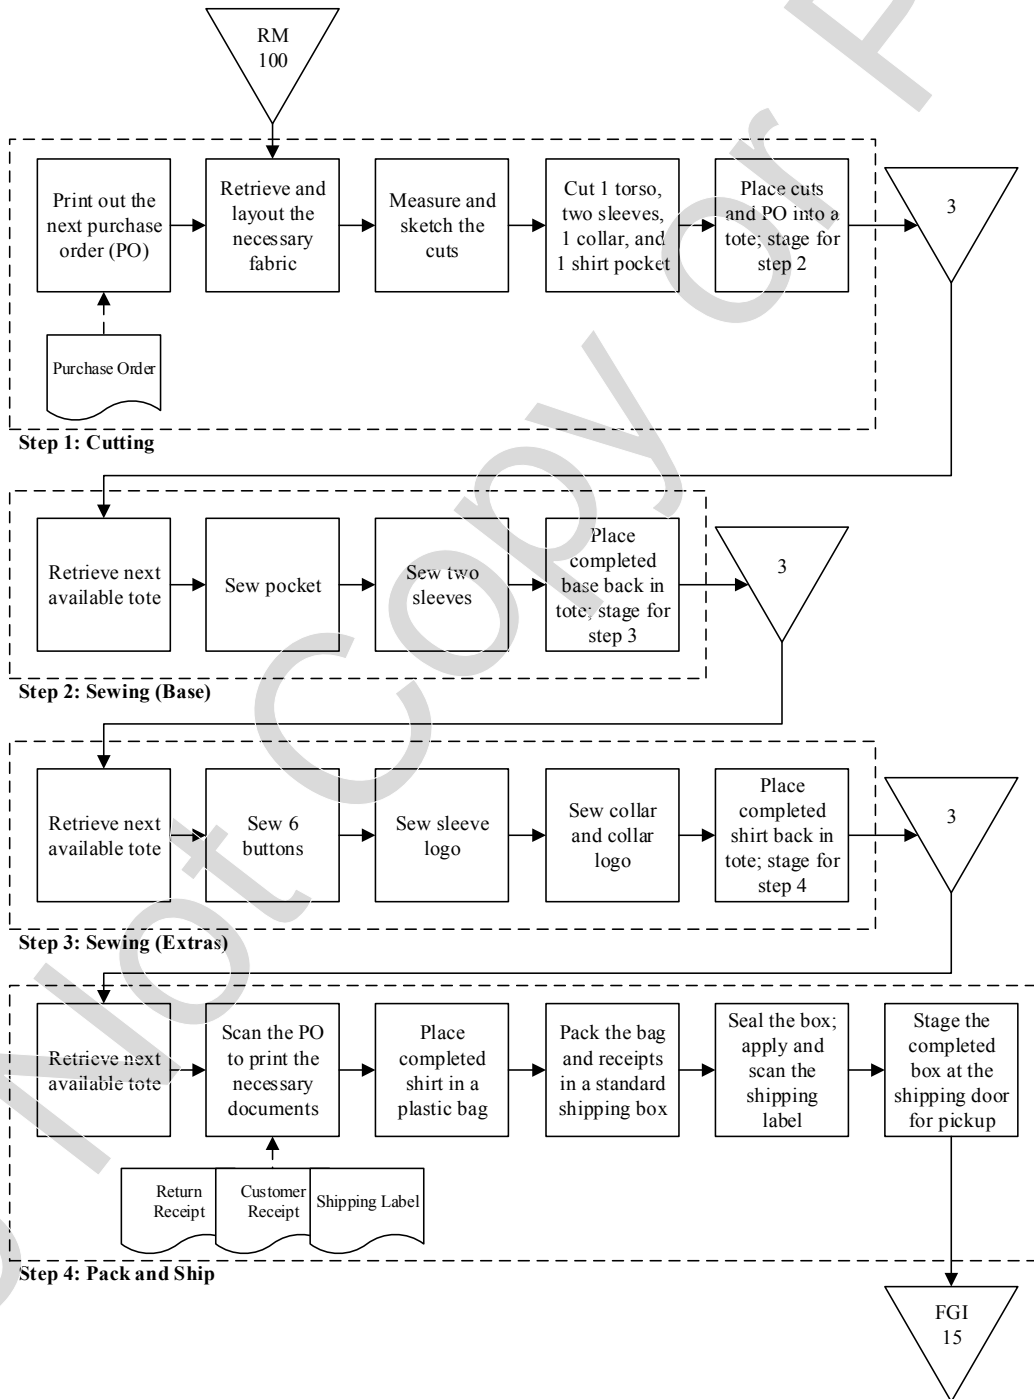 RM
100
Print out the
next purchase
order (PO)
Retrieve and
layout the
necessary
fabric
Measure and
sketch the
cuts
Cut 1 torso,
two sleeves,
1 collar, and
1 shirt pocket
Place cuts
and PO into a
tote; stage for
step 2
3
Purchase Order
Step 1: Cutting
Retrieve next
available tote
Sew pocket
Sew two
sleeves
Place
completed
base back in
tote; stage for
step 3
3
Step 2: Sewing (Base)
Retrieve next
available tote
Sew 6
buttons
Sew sleeve
logo
Sew collar
and collar
logo
Place
completed
shirt back in
tote; stage for
step 4
3
Step 3: Sewing (Extras)
Retrieve next
available tote
Scan the PO
to print the
necessary
documents
Place
completed
shirt in a
plastic bag
Pack the bag
and receipts
in a standard
shipping box
Seal the box;
apply and
scan the
shipping
label
Stage the
completed
box at the
shipping door
for pickup
Return
Receipt
Customer
Receipt
Shipping Label
Step 4: Pack and Ship
FGI
15
Not Copy or